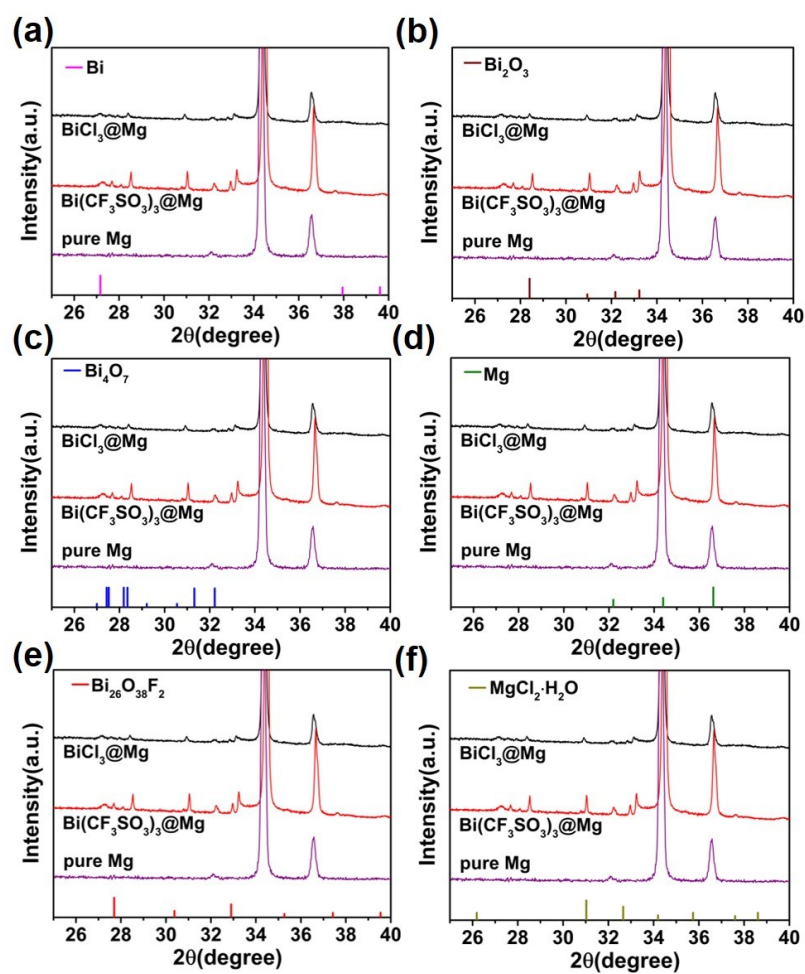 (a)
Bi
BiCl₃@Mg
Bi(CF₃SO₃)₃@Mg
pure Mg
Intensity(a.u.)
26 28 30 32 34 36 38 40
2θ(degree)
(b)
Bi₂O₃
BiCl₃@Mg
Bi(CF₃SO₃)₃@Mg
pure Mg
Intensity(a.u.)
26 28 30 32 34 36 38 40
2θ(degree)
(c)
Bi₄O₇
BiCl₃@Mg
Bi(CF₃SO₃)₃@Mg
pure Mg
Intensity(a.u.)
26 28 30 32 34 36 38 40
2θ(degree)
(d)
Mg
BiCl₃@Mg
Bi(CF₃SO₃)₃@Mg
pure Mg
Intensity(a.u.)
26 28 30 32 34 36 38 40
2θ(degree)
(e)
Bi₂₆O₃₈F₂
BiCl₃@Mg
Bi(CF₃SO₃)₃@Mg
pure Mg
Intensity(a.u.)
26 28 30 32 34 36 38 40
2θ(degree)
(f)
MgCl₂·H₂O
BiCl₃@Mg
Bi(CF₃SO₃)₃@Mg
pure Mg
Intensity(a.u.)
26 28 30 32 34 36 38 40
2θ(degree)